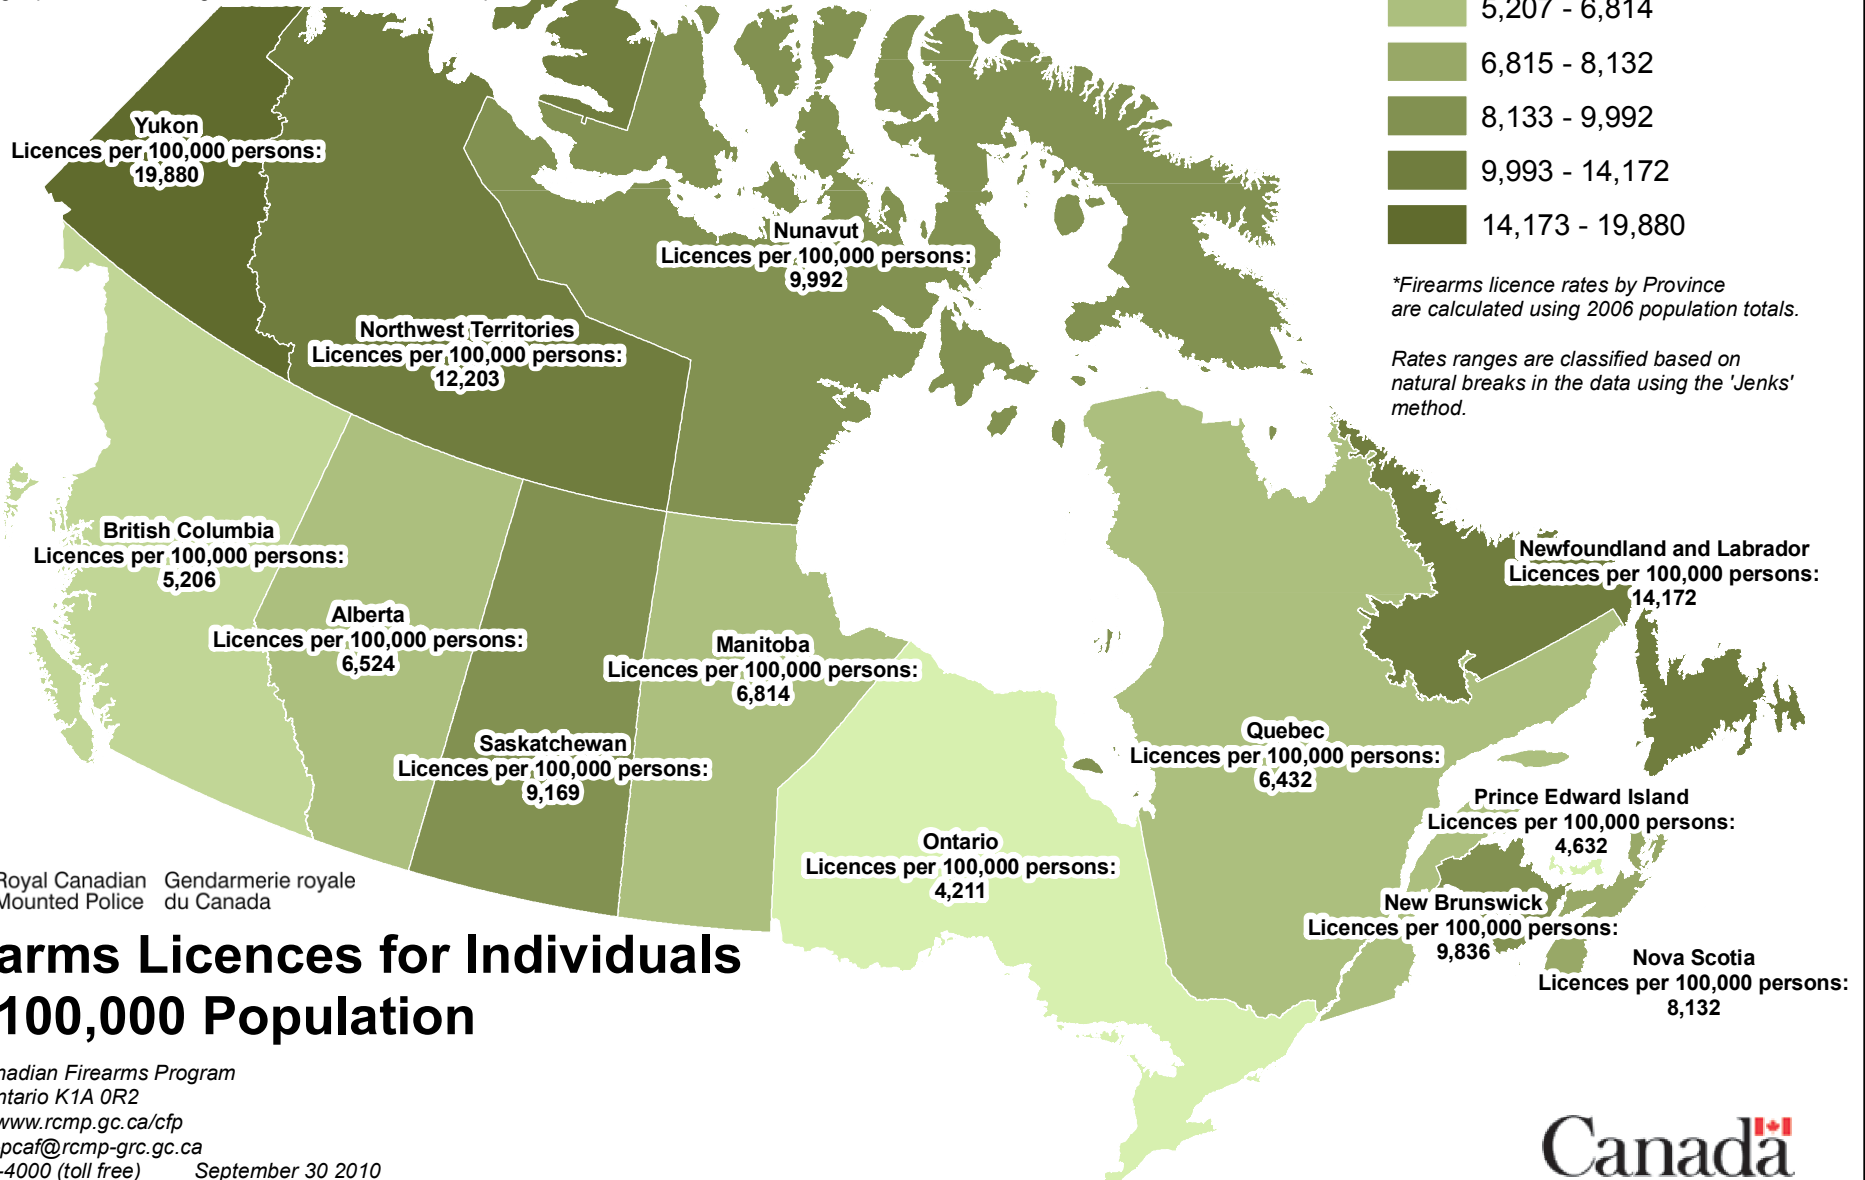 5,207 - 6,814
6,815 - 8,132
8,133 - 9,992
9,993 - 14,172
14,173 - 19,880
*Firearms licence rates by Province
are calculated using 2006 population totals.
Rates ranges are classified based on
natural breaks in the data using the 'Jenks'
method.
Yukon
Licences per 100,000 persons:
19,880
Nunavut
Licences per 100,000 persons:
9,992
Northwest Territories
Licences per 100,000 persons:
12,203
British Columbia
Licences per 100,000 persons:
5,206
Alberta
Licences per 100,000 persons:
6,524
Manitoba
Licences per 100,000 persons:
6,814
Saskatchewan
Licences per 100,000 persons:
9,169
Ontario
Licences per 100,000 persons:
4,211
Quebec
Licences per 100,000 persons:
6,432
Newfoundland and Labrador
Licences per 100,000 persons:
14,172
Prince Edward Island
Licences per 100,000 persons:
4,632
New Brunswick
Licences per 100,000 persons:
9,836
Nova Scotia
Licences per 100,000 persons:
8,132
Royal Canadian Gendarmerie royale
Mounted Police du Canada
arms Licences for Individuals
100,000 Population
nadian Firearms Program
ntario K1A 0R2
www.rcmp.gc.ca/cfp
pcaf@rcmp-grc.gc.ca
-4000 (toll free) September 30 2010
Canada